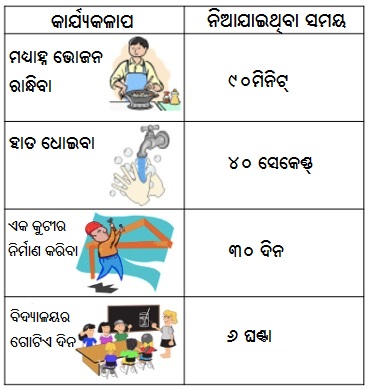 କାର୍ଯ୍ୟକଳାପ
ନିଆଯାଇଥିବା ସମୟ
ମଧ୍ୟାହ୍ନ ଭୋଜନ
ରାନ୍ଧିବା
୯୦ମିନିଟ୍
ହାତ ଧୋଇବା
୪୦ ସେକେଣ୍ଡ୍
ଏକ କୁଟୀର
ନିର୍ମାଣ କରିବା
୩୦ ଦିନ
ବିଦ୍ୟାଳୟର
ଗୋଟିଏ ଦିନ
୬ ଘଣ୍ଟା